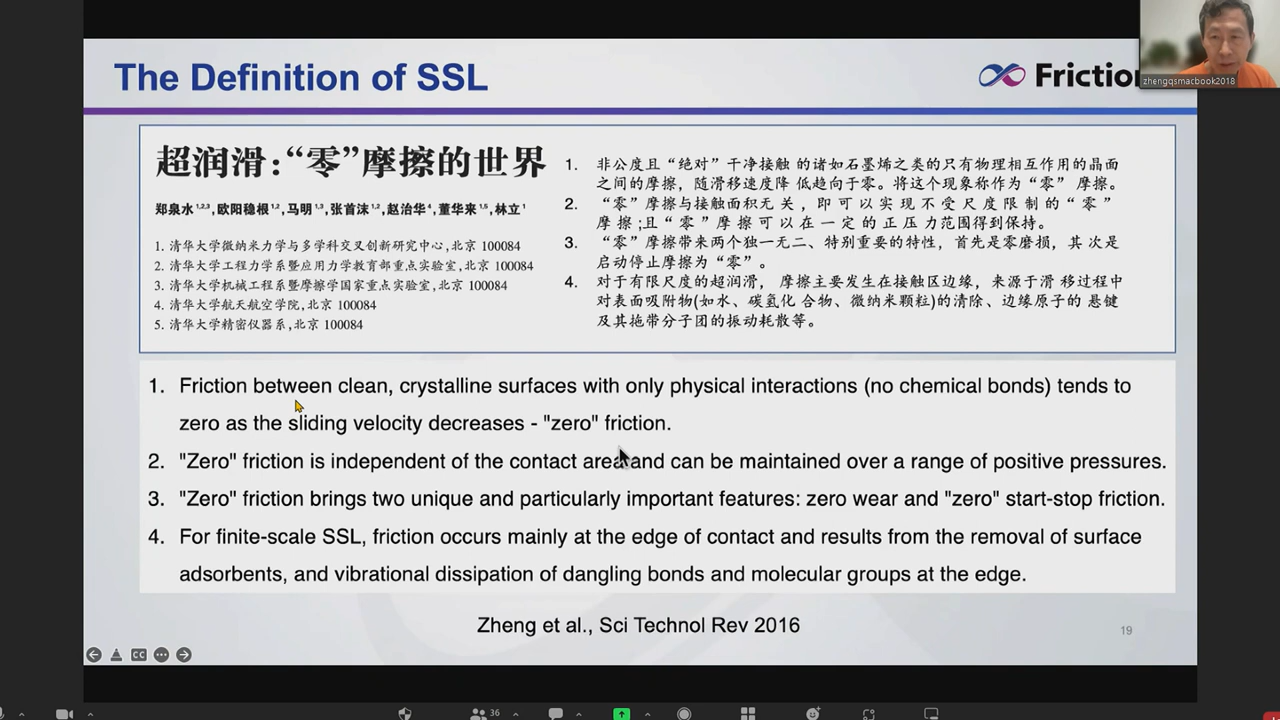 The Definition of SSL
Frictio
zhengqsmacbook2018
超润滑:“零”摩擦的世界
郑泉水1,2,3,欧阳稳根1,2,马明1,3,张首沫1,2,赵治华4,董华来1,5,林立1
1. 清华大学微纳米力学与多学科交叉创新研究中心,北京 100084
2. 清华大学工程力学系暨应用力学教育部重点实验室,北京 100084
3. 清华大学机械工程系暨摩擦学国家重点实验室,北京 100084
4. 清华大学航天航空学院,北京 100084
5. 清华大学精密仪器系,北京 100084
1. 非公度且“绝对”干净接触 的诸如石墨烯之类的只有物理相互作用的晶面
之间的摩擦，随滑移速度降 低趋向于零。将这个现象称作为“零” 摩擦。
2. “零”摩擦与接触面积无关，即可以实现不受尺度限制的“零”
摩擦;且“零”摩擦可以在一定的正压力范围得到保持。
3. “零”摩擦带来两个独一无二、特别重要的特性，首先是零磨损，其 次是
启动停止摩擦为“零”。
4. 对于有限尺度的超润滑， 摩擦主要发生在接触区边缘，来源于滑 移过程中
对表面吸附物(如水、碳氢化 合物、微纳米颗粒)的清除、边缘原子的 悬键
及其拖带分子团的振动耗散等。
1. Friction between clean, crystalline surfaces with only physical interactions (no chemical bonds) tends to
zero as the sliding velocity decreases - "zero" friction.
2. "Zero" friction is independent of the contact area and can be maintained over a range of positive pressures.
3. "Zero" friction brings two unique and particularly important features: zero wear and "zero" start-stop friction.
4. For finite-scale SSL, friction occurs mainly at the edge of contact and results from the removal of surface
adsorbents, and vibrational dissipation of dangling bonds and molecular groups at the edge.
Zheng et al., Sci Technol Rev 2016
19
CC
36